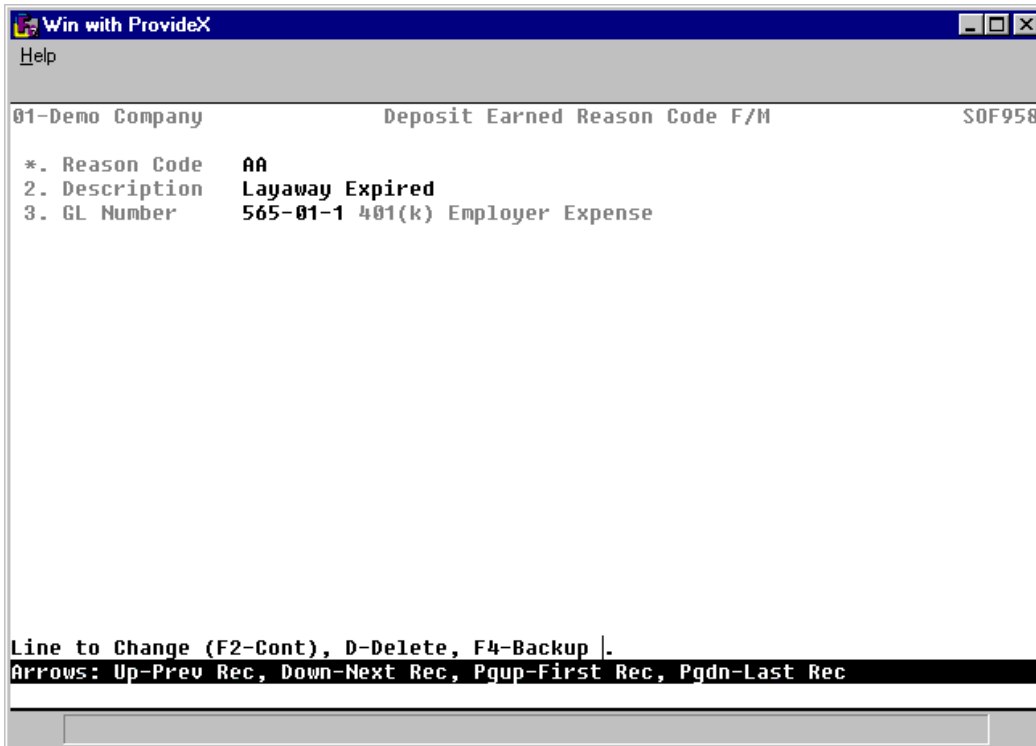 Win with ProvideX
Help
01-Demo Company Deposit Earned Reason Code F/M SOF958
*. Reason Code AA
2. Description Layaway Expired
3. GL Number 565-01-1 401(k) Employer Expense
Line to Change (F2-Cont), D-Delete, F4-Backup .
Arrows: Up-Prev Rec, Down-Next Rec, Pgup-First Rec, Pgdn-Last Rec